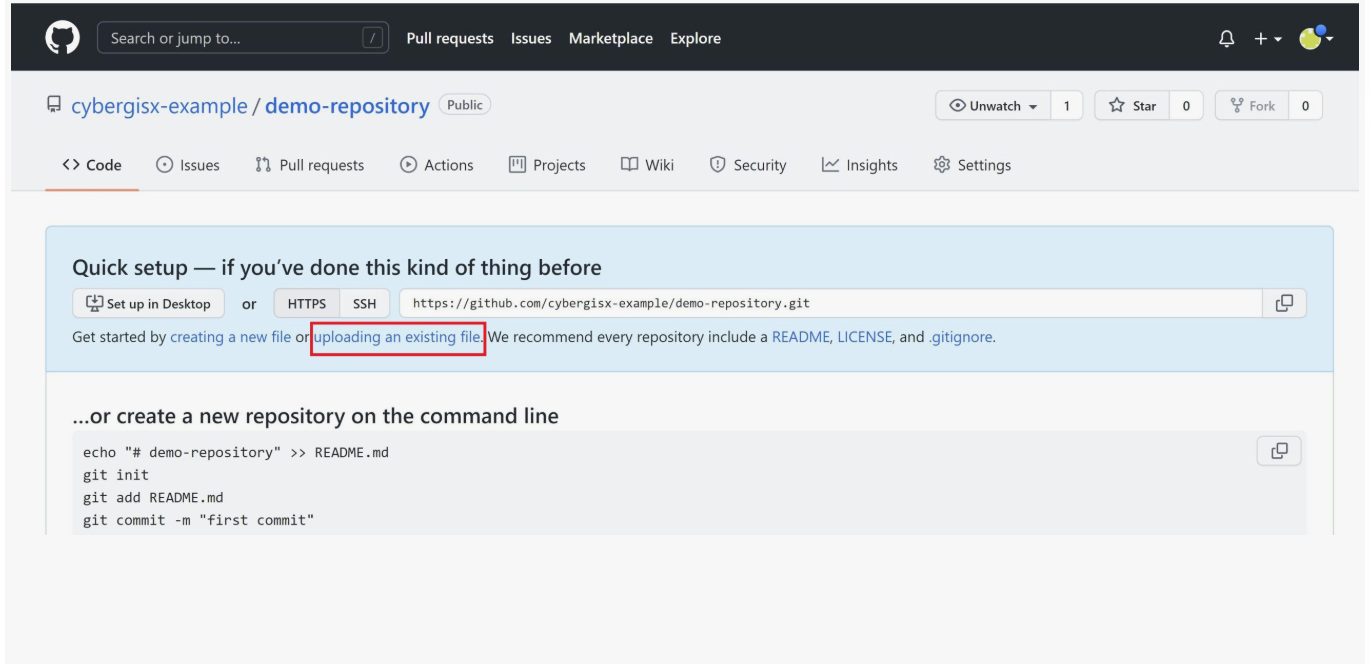 Search or jump to... / Pull requests Issues Marketplace Explore
cybergisx-example / demo-repository Public Unwatch 1 Star 0 Fork 0
<> Code Issues Pull requests Actions Projects Wiki Security Insights Settings
Quick setup — if you've done this kind of thing before
Set up in Desktop or HTTPS SSH https://github.com/cybergisx-example/demo-repository.git
Get started by creating a new file or uploading an existing file. We recommend every repository include a README, LICENSE, and .gitignore.
...or create a new repository on the command line
echo "# demo-repository" >> README.md
git init
git add README.md
git commit -m "first commit"